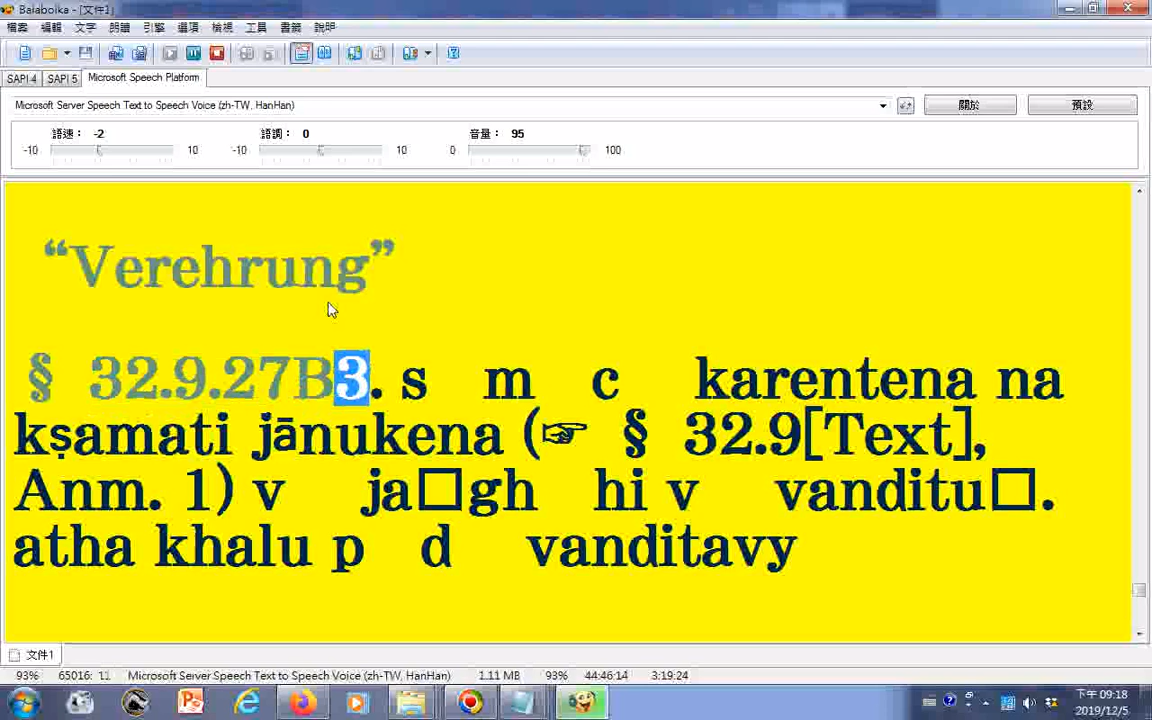 Balabolka - [文件1]
檔案 編輯 文字 朗讀 引擎 選項 檢視 工具 書籤 說明
SAPI 4 SAPI 5 Microsoft Speech Platform
Microsoft Server Speech Text to Speech Voice (zh-TW, HanHan) 關於 預設
語速： -2 語調： 0 音量： 95
-10 10 -10 10 0 100
“Verehrung”
§ 32.9.27B3. s m c karentena na
kṣamati jānukena (☞ § 32.9[Text],
Anm. 1) v ja□gh hi v vanditu□.
atha khalu p d vanditavy
文件1
93% 65016: 11 Microsoft Server Speech Text to Speech Voice (zh-TW, HanHan) 1.11 MB 93% 44:46:14 3:19:24
下午 09:18
2019/12/5